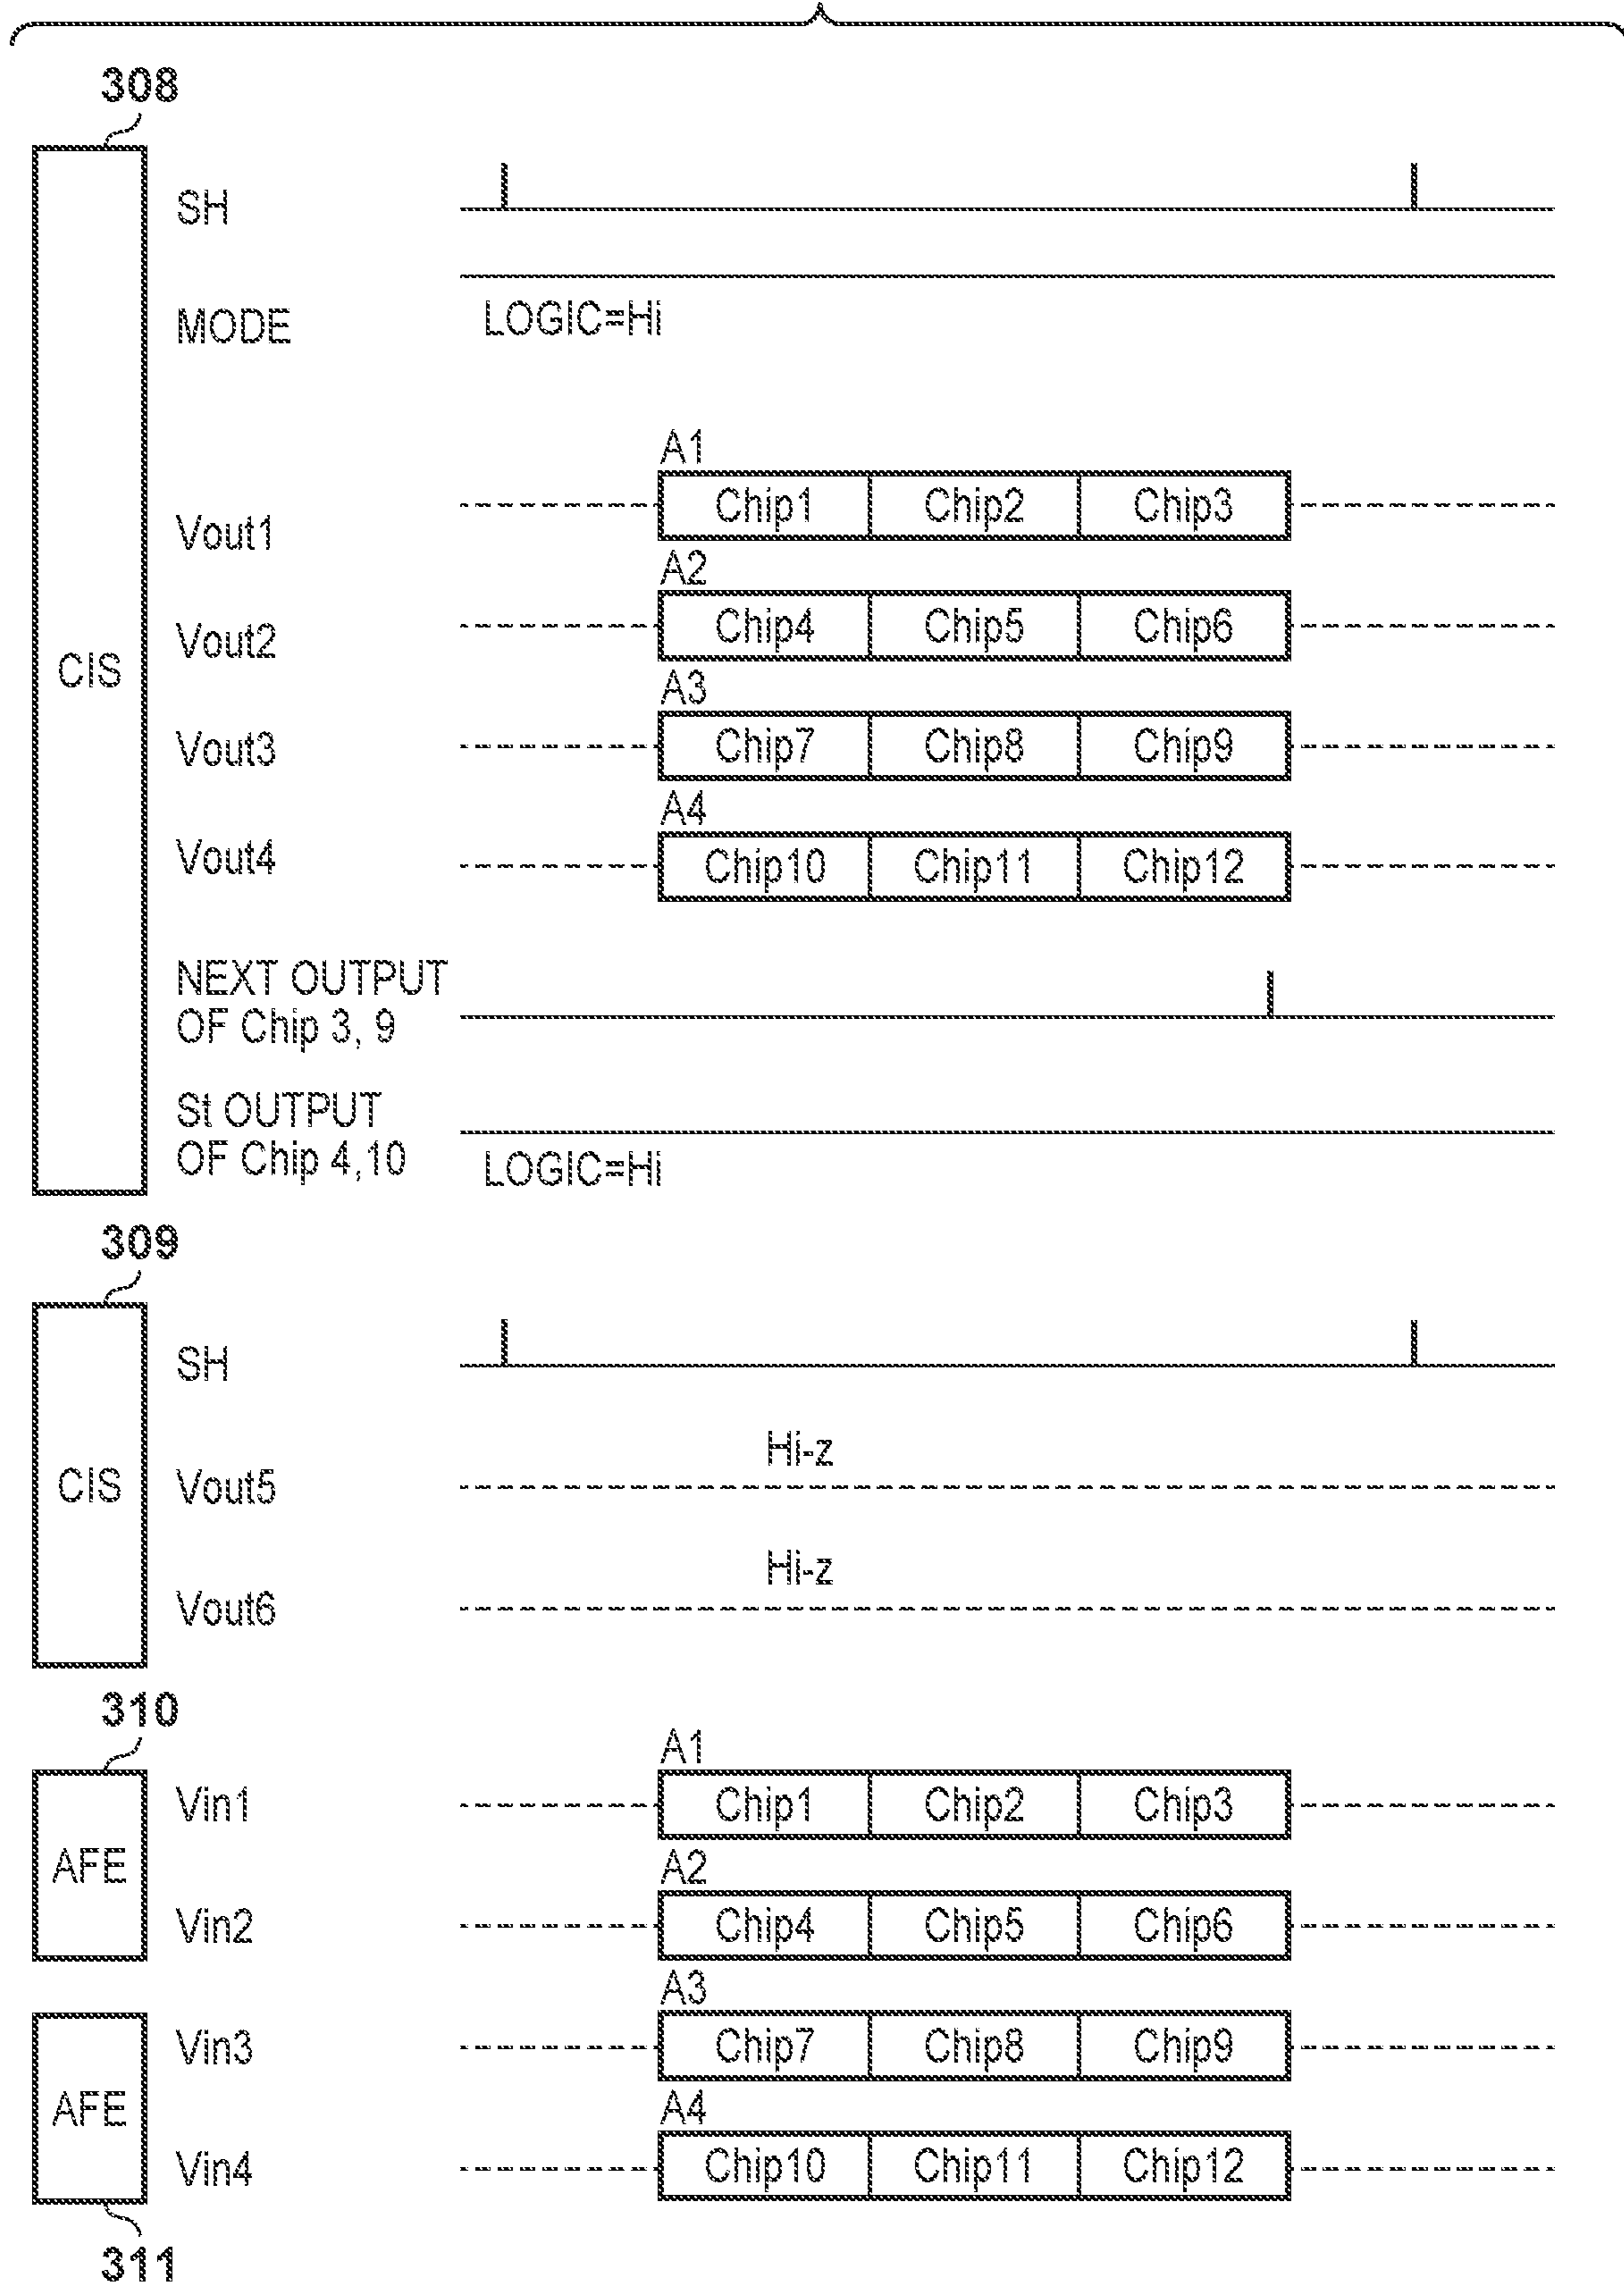 308
CIS
SH
MODE
LOGIC=Hi
A1
Vout1
Chip1 Chip2 Chip3
A2
Vout2
Chip4 Chip5 Chip6
A3
Vout3
Chip7 Chip8 Chip9
A4
Vout4
Chip10 Chip11 Chip12
NEXT OUTPUT
OF Chip 3, 9
St OUTPUT
OF Chip 4,10
LOGIC=Hi
309
CIS
SH
Hi-z
Vout5
Hi-z
Vout6
310
AFE
A1
Vin1
Chip1 Chip2 Chip3
A2
Vin2
Chip4 Chip5 Chip6
AFE
A3
Vin3
Chip7 Chip8 Chip9
A4
Vin4
Chip10 Chip11 Chip12
311